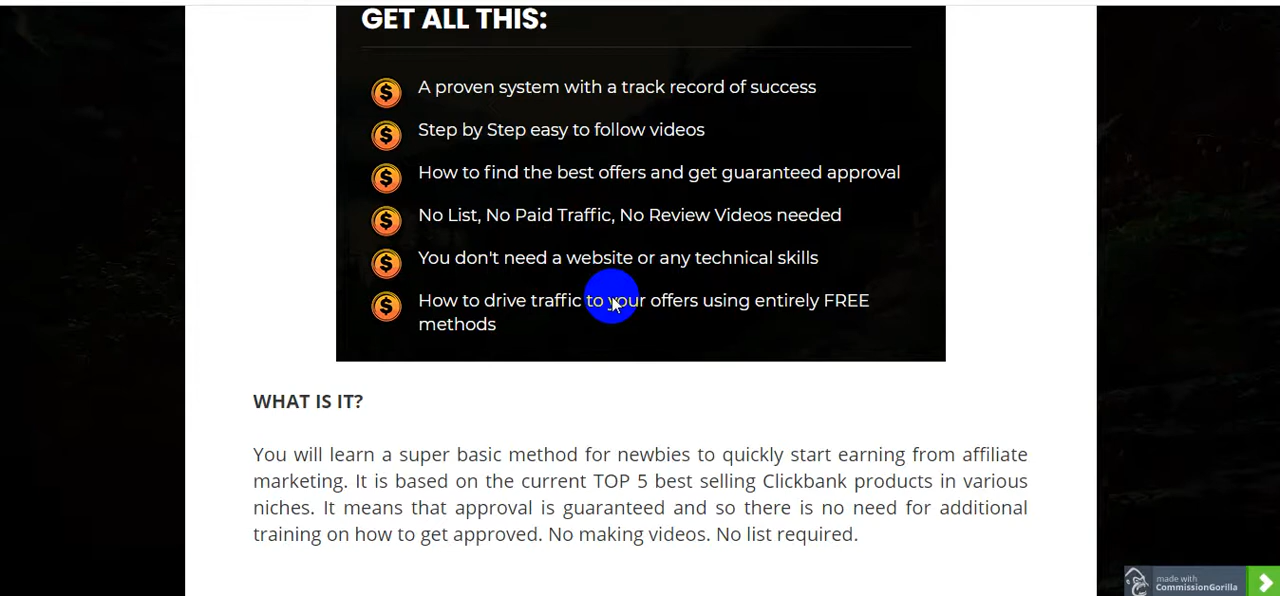 GET ALL THIS:
A proven system with a track record of success
Step by Step easy to follow videos
How to find the best offers and get guaranteed approval
No List, No Paid Traffic, No Review Videos needed
You don't need a website or any technical skills
How to drive traffic to your offers using entirely FREE
methods
WHAT IS IT?
You will learn a super basic method for newbies to quickly start earning from affiliate
marketing. It is based on the current TOP 5 best selling Clickbank products in various
niches. It means that approval is guaranteed and so there is no need for additional
training on how to get approved. No making videos. No list required.
made with
CommissionGorilla